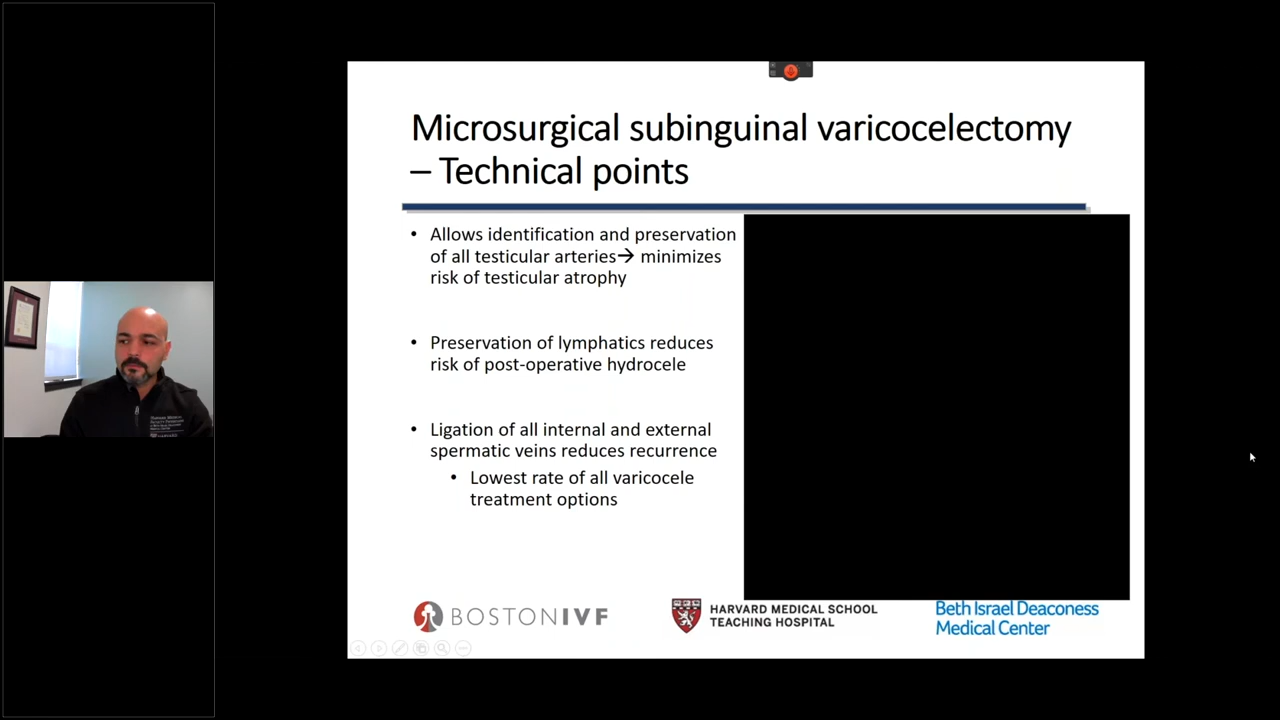 Microsurgical subinguinal varicocelectomy
– Technical points
• Allows identification and preservation
of all testicular arteries→ minimizes
risk of testicular atrophy
• Preservation of lymphatics reduces
risk of post-operative hydrocele
• Ligation of all internal and external
spermatic veins reduces recurrence
• Lowest rate of all varicocele
treatment options
BOSTONIVF
HARVARD MEDICAL SCHOOL
TEACHING HOSPITAL
Beth Israel Deaconess
Medical Center